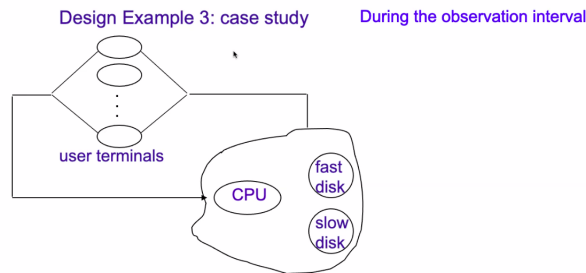 Design Example 3: case study
During the observation interval
user terminals
CPU
fast
disk
slow
disk